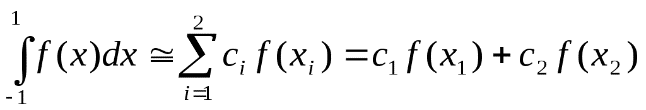 ∫_{-1}^{1} f(x)dx ≅ ∑_{i=1}^{2} c_i f(x_i) = c_1 f(x_1) + c_2 f(x_2)